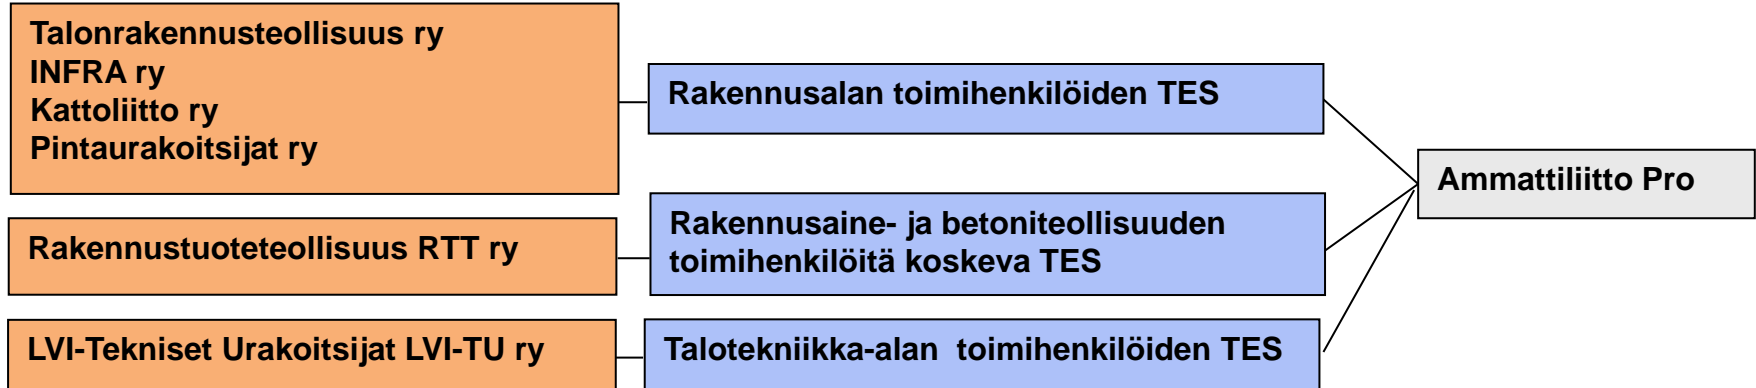 Talonrakennusteollisuus ry
INFRA ry
Kattoliitto ry
Pintaurakoitsijat ry
Rakennusalan toimihenkilöiden TES
Ammattiliitto Pro
Rakennustuoteteollisuus RTT ry
Rakennusaine- ja betoniteollisuuden
toimihenkilöitä koskeva TES
LVI-Tekniset Urakoitsijat LVI-TU ry
Talotekniikka-alan toimihenkilöiden TES